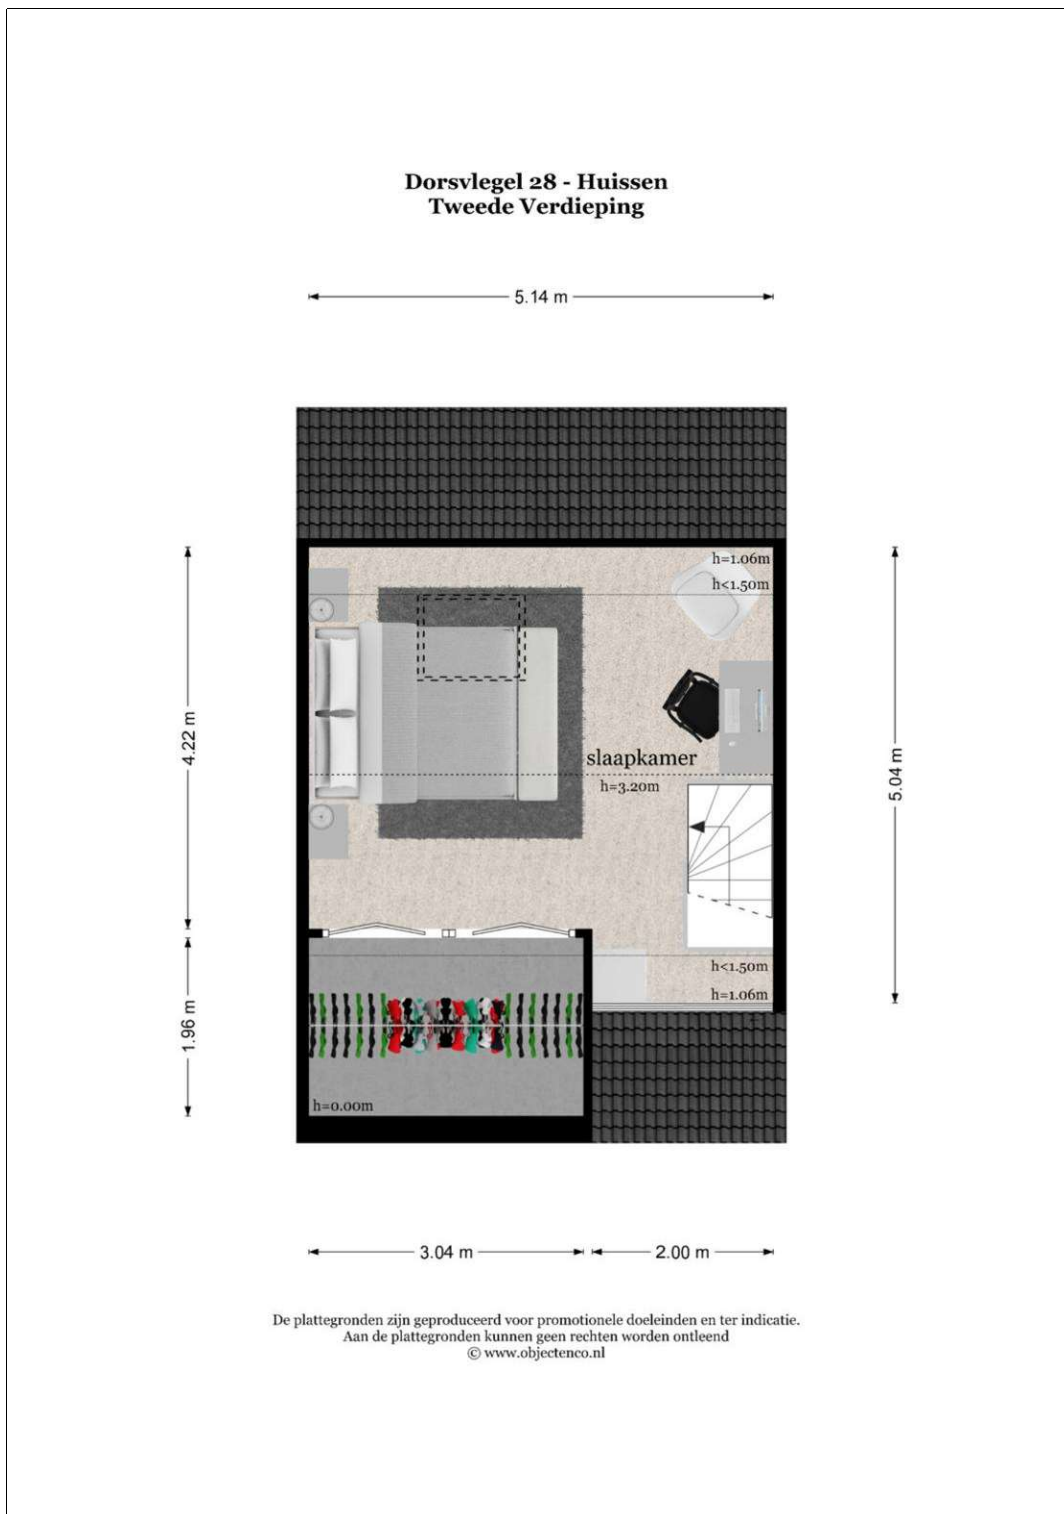 Dorsvlegel 28 - Huissen
Tweede Verdieping
5.14 m
h=1.06m
h<1.50m
4.22 m
slaapkamer
h=3.20m
5.04 m
h<1.50m
h=1.06m
1.96 m
h=0.00m
3.04 m
2.00 m
De plattegronden zijn geproduceerd voor promotionele doeleinden en ter indicatie.
Aan de plattegronden kunnen geen rechten worden ontleend
© www.objectenco.nl